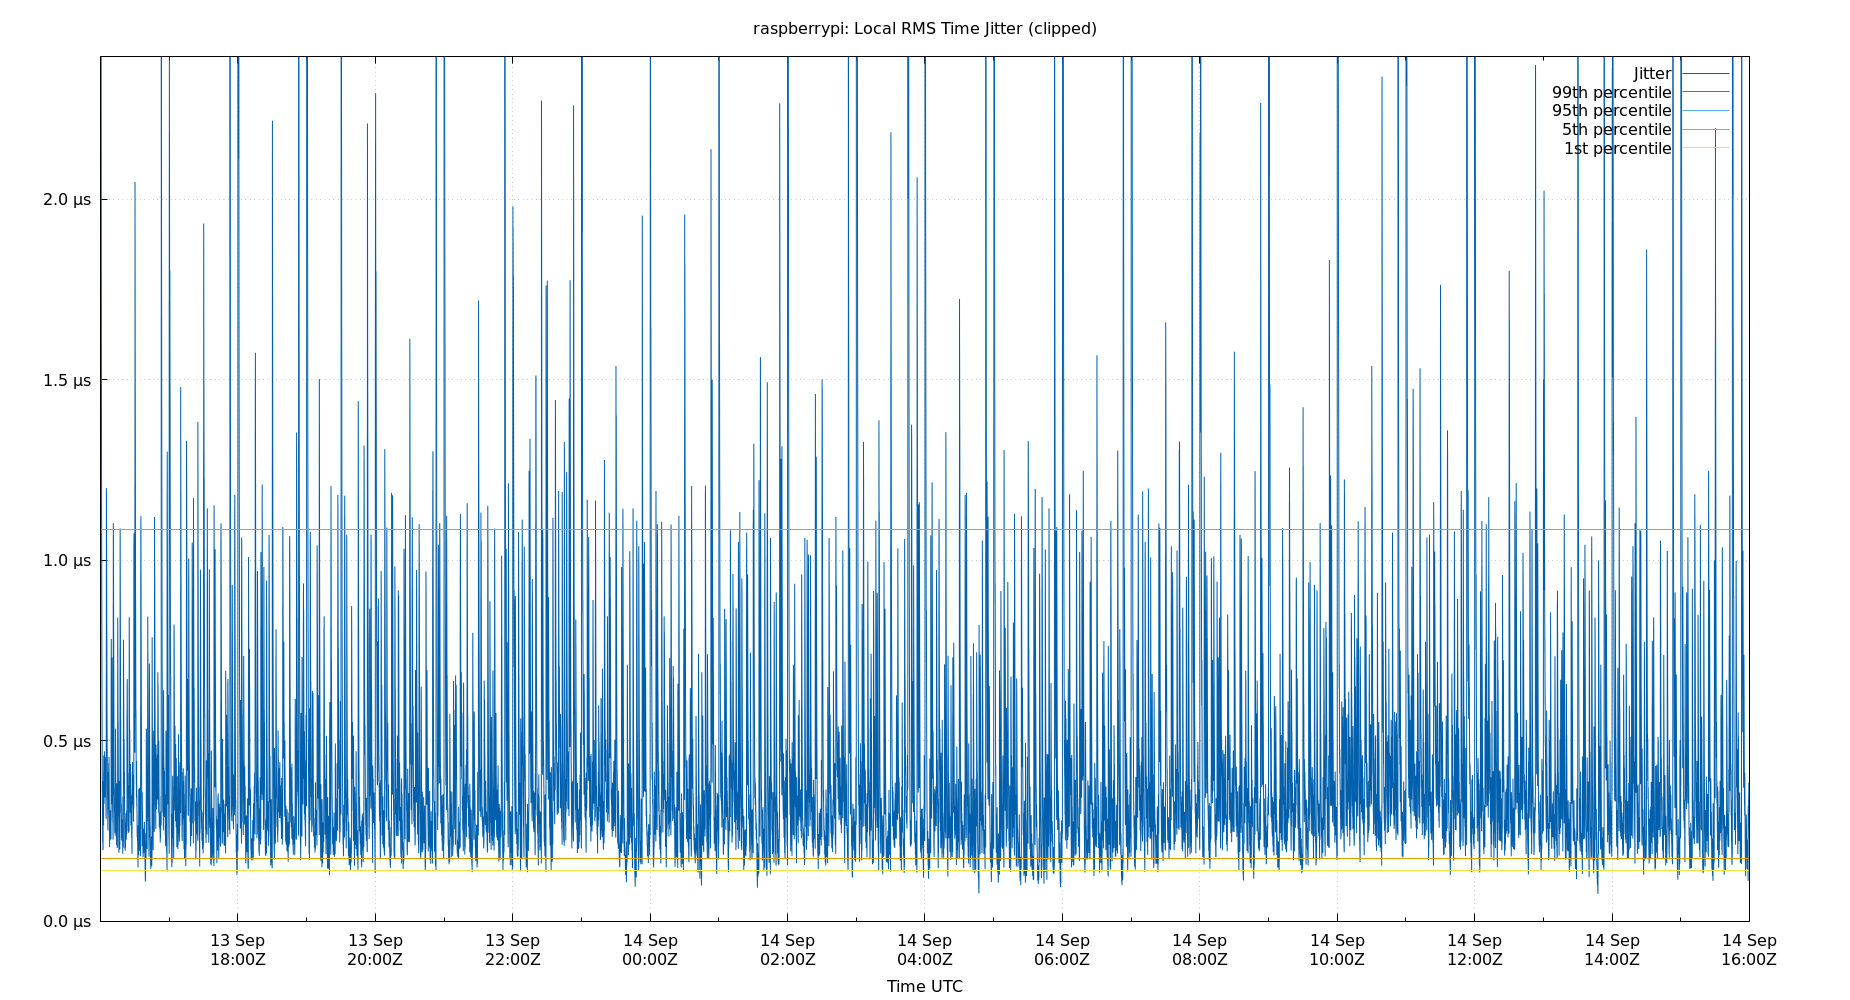 raspberrypi: Local RMS Time Jitter (clipped)
Jitter
99th percentile
95th percentile
5th percentile
1st percentile
2.0 µs
1.5 µs
1.0 µs
0.5 µs
0.0 µs
13 Sep
18:00Z
13 Sep
20:00Z
13 Sep
22:00Z
14 Sep
00:00Z
14 Sep
02:00Z
14 Sep
04:00Z
14 Sep
06:00Z
14 Sep
08:00Z
14 Sep
10:00Z
14 Sep
12:00Z
14 Sep
14:00Z
14 Sep
16:00Z
Time UTC